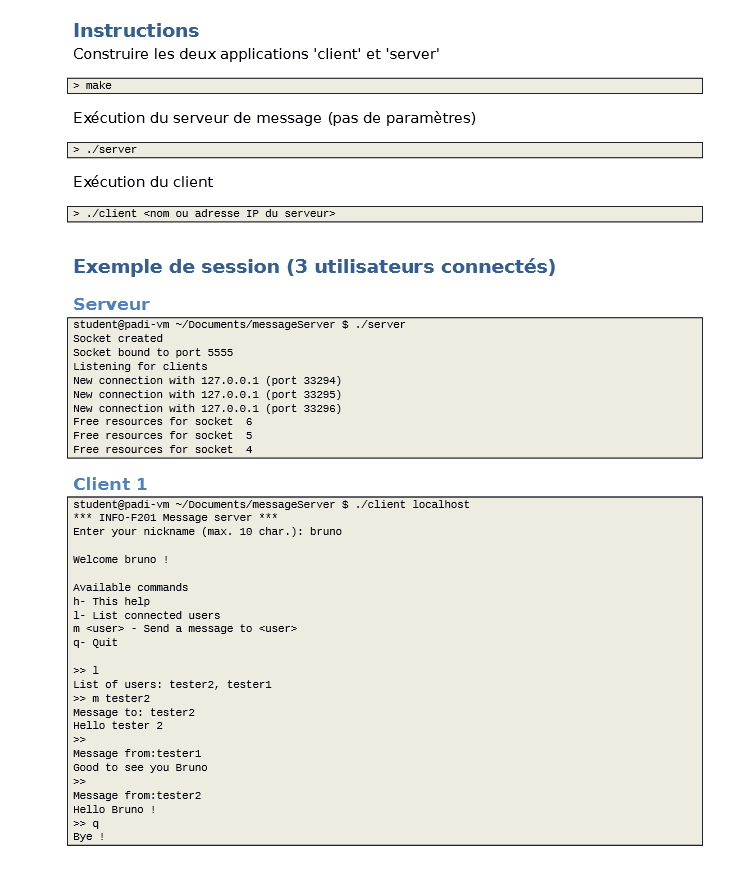 Instructions
Construire les deux applications 'client' et 'server'
> make
Exécution du serveur de message (pas de paramètres)
> ./server
Exécution du client
> ./client <nom ou adresse IP du serveur>
Exemple de session (3 utilisateurs connectés)
Serveur
student@padi-vm ~/Documents/messageServer $ ./server
Socket created
Socket bound to port 5555
Listening for clients
New connection with 127.0.0.1 (port 33294)
New connection with 127.0.0.1 (port 33295)
New connection with 127.0.0.1 (port 33296)
Free resources for socket  6
Free resources for socket  5
Free resources for socket  4
Client 1
student@padi-vm ~/Documents/messageServer $ ./client localhost
*** INFO-F201 Message server ***
Enter your nickname (max. 10 char.): bruno
Welcome bruno !
Available commands
h- This help
l- List connected users
m <user> - Send a message to <user>
q- Quit
>> l
List of users: tester2, tester1
>> m tester2
Message to: tester2
Hello tester 2
>>
Message from:tester1
Good to see you Bruno
>>
Message from:tester2
Hello Bruno !
>> q
Bye !